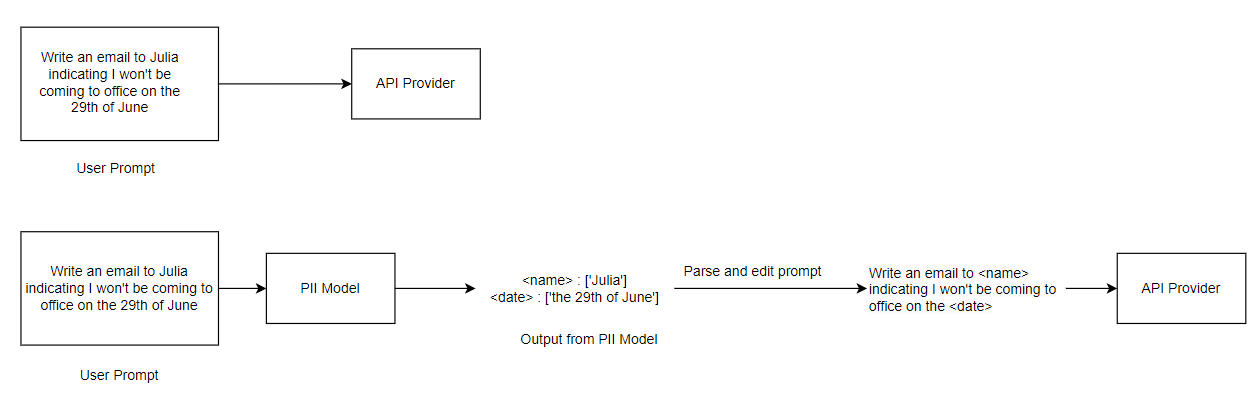 Write an email to Julia
indicating I won't be
coming to office on the
29th of June
API Provider
User Prompt
Write an email to Julia
indicating I won't be coming to
office on the 29th of June
PII Model
<name> : ['Julia']
<date> : ['the 29th of June']
Parse and edit prompt
Write an email to <name>
indicating I won't be coming to
office on the <date>
API Provider
Output from PII Model
User Prompt